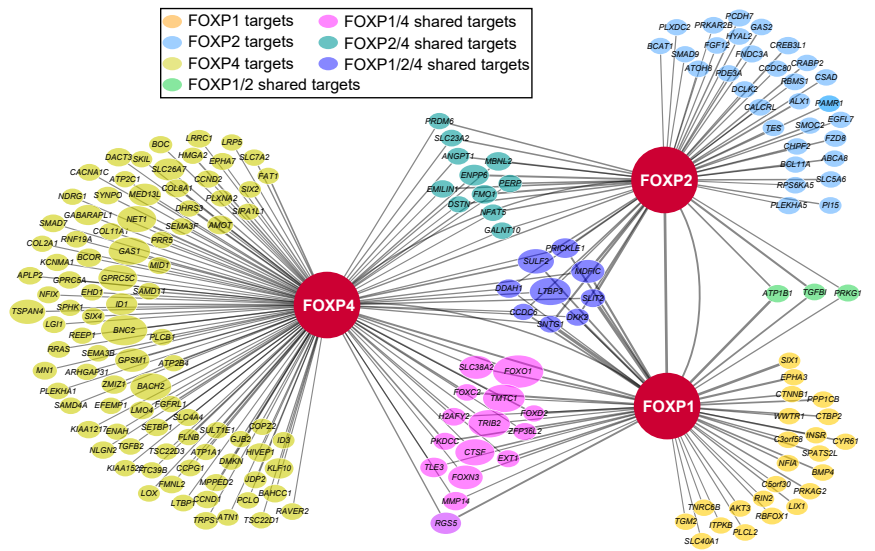 FOXP1 targets
FOXP2 targets
FOXP4 targets
FOXP1/2 shared targets
FOXP1/4 shared targets
FOXP2/4 shared targets
FOXP1/2/4 shared targets
PCDH7
PLXDC2
PRKAR2B
GAS2
HYAL2
BCAT1
FGF12
CREB3L1
SMAD9
FNDC3A
ATOH8
PDE3A
CCDC80
CRABP2
RBMS1
CSAD
DCLK2
CALCRL
ALX1
PAMR1
EGFL7
TES
SMOC2
FZD8
CHPF2
BCL11A
ABCA8
SLC5A6
RPS6KA5
PLEKHA5
PI15
FOXP2
PRDM6
SLC23A2
ANGPT1
MBNL2
ENPP6
PERP
EMILIN1
FMO1
DSTN
NFAT5
GALNT10
LRRC1
LRP5
BOC
DACT3
SKIL
HMGA2
EPHA7
SLC7A2
CACNA1C
SLC26A7
CCND2
FAT1
ATP2C1
COL8A1
SIX2
NDRG1
SYNPO
MED13L
PLXNA2
DHRS3
SIPA1L1
GABARAPL1
NET1
SMAD7
COL11A1
SEMA3F
AMOT
COL2A1
RNF19A
PRR5
GAS1
KCNMA1
BCOR
MID1
APLP2
GPRC5A
GPRC5C
NFIX
EHD1
SAMD11
TSPAN4
SPHK1
ID1
LGI1
SIX4
REEP1
BNC2
PLCB1
RRAS
SEMA3B
MN1
GPSM1
ATP2B4
ARHGAP31
PLEKHA1
ZMIZ1
BACH2
SAMD4A
EFEMP1
FGFRL1
LMO4
SLC4A4
KIAA1217
ENAH
SETBP1
SULT1E1
COPZ2
NLGN2
TGFB2
FLNB
GJB2
ID3
TSC22D3
ATP1A1
HIVEP1
KIAA1522
TTC39B
CCPG1
DMKN
KLF10
FMNL2
MPPED2
JDP2
LOX
LTBP1
CCND1
PCLO
BAHCC1
TRPS1
ATN1
TSC22D1
RAVER2
FOXP4
PRICKLE1
SULF2
MDFIC
DDAH1
LTBP3
SLIT2
CCDC6
DKK2
SNTG1
ATP1B1
TGFBI
PRKG1
SLC38A2
FOXO1
FOXC2
TMTC1
H2AFY2
FOXD2
TRIB2
ZFP36L2
PKDCC
CTSF
TLE3
EXT1
FOXN3
MMP14
RGS5
FOXP1
SIX1
EPHA3
CTNNB1
PPP1CB
WWTR1
CTBP2
C3orf58
INSR
CYR61
SPATS2L
NFIA
BMP4
C5orf30
PRKAG2
RIN2
LIX1
TNRC6B
AKT3
RBFOX1
TGM2
ITPKB
PLCL2
SLC40A1